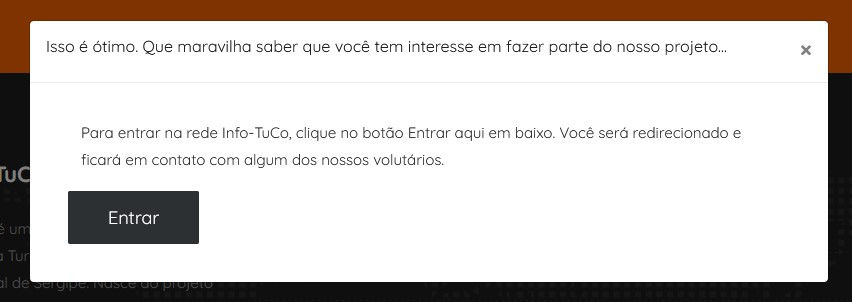 Isso é ótimo. Que maravilha saber que você tem interesse em fazer parte do nosso projeto...
×
Para entrar na rede Info-TuCo, clique no botão Entrar aqui em baixo. Você será redirecionado e
ficará em contato com algum dos nossos volutários.
TuC
Entrar
é um
a Tur
al de Sergipe. Nasce do projeto